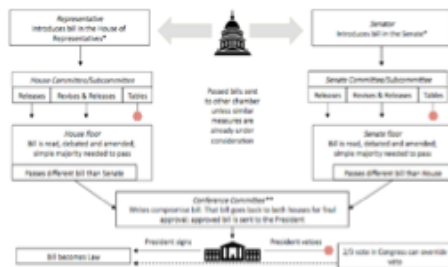 Representative
Introduces bill in the House of
Representatives*
Senator
Introduces bill in the Senate*
House Committee/Subcommittee
Releases
Revises & Releases
Tables
Passed bills sent
to other chamber
unless similar
measures are
already under
consideration
Senate Committee/Subcommittee
Releases
Revises & Releases
Tables
House floor
Bill is read, debated and amended,
simple majority needed to pass
Passes different bill than Senate
Senate floor
Bill is read, debated and amended,
simple majority needed to pass
Passes different bill than House
Conference Committee**
Writes compromise bill. That bill goes back to both houses for final
approval; approved bill is sent to the President
President signs
President vetoes
Bill becomes Law
2/3 vote in Congress can override
veto